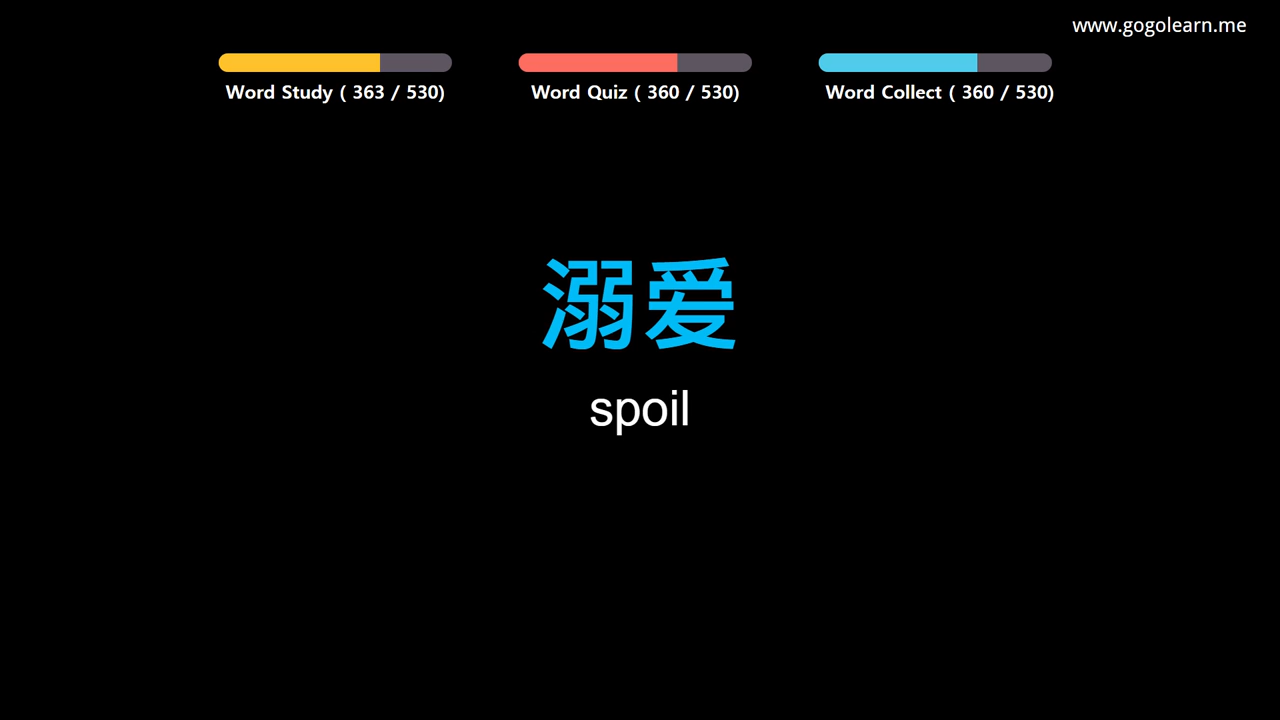 www.gogolearn.me
Word Study ( 363 / 530)
Word Quiz ( 360 / 530)
Word Collect ( 360 / 530)
溺爱
spoil